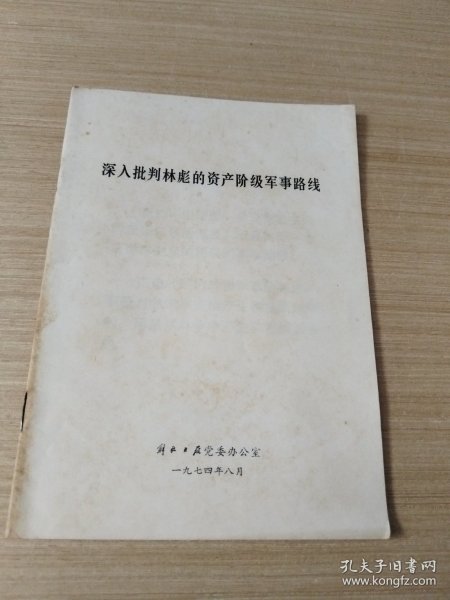 深入批判林彪的资产阶级军事路线
解放日报党委办公室
一九七四年八月
孔夫子旧书网
www.kongfz.com